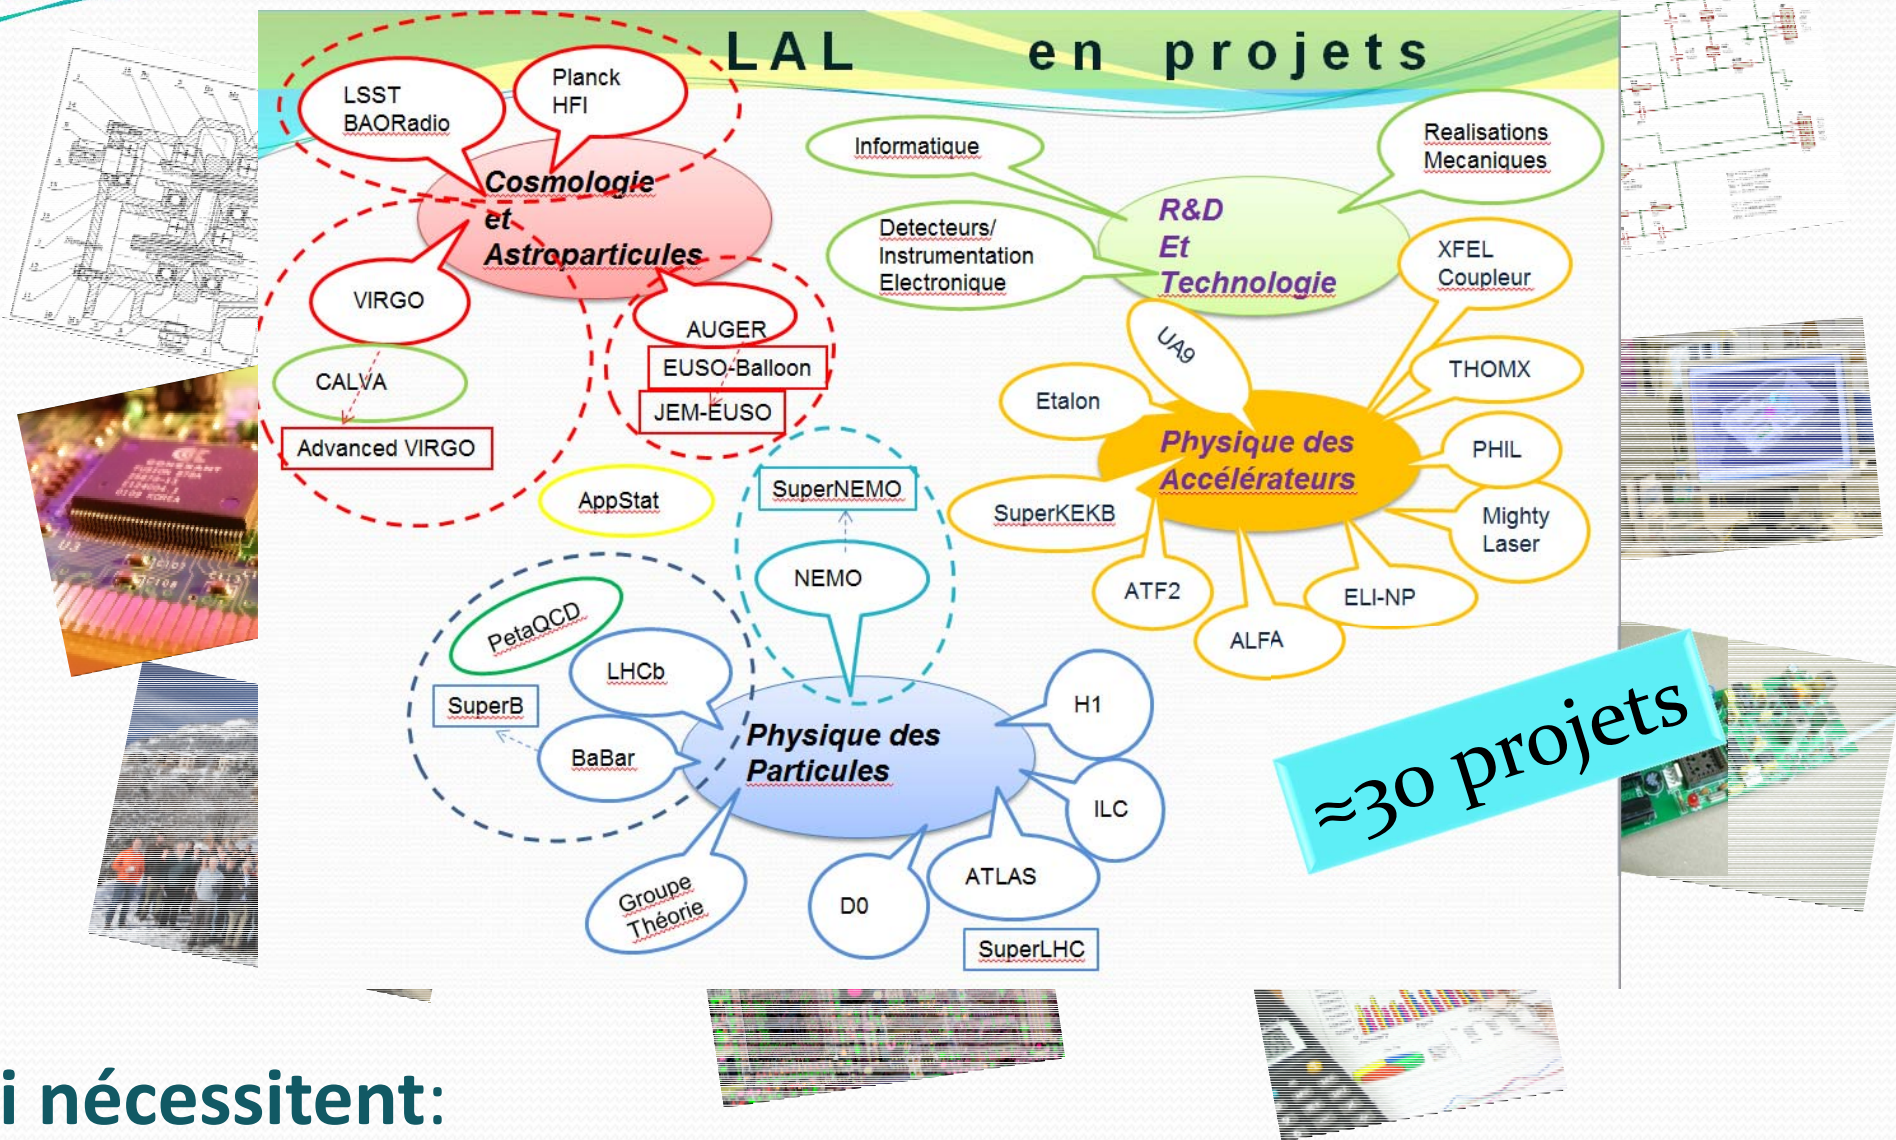 LAL en projets
LSST
BAORadio
Planck
HFI
Cosmologie
et
Astroparticules
VIRGO
CALVA
Advanced VIRGO
AUGER
EUSO-Balloon
JEM-EUSO
Informatique
Realisations
Mecaniques
Detecteurs/
Instrumentation
Electronique
R&D
Et
Technologie
XFEL
Coupleur
UA9
THOMX
Etalon
Physique des
Accélérateurs
PHIL
SuperKEKB
Mighty
Laser
ATF2
ALFA
ELI-NP
AppStat
SuperNEMO
NEMO
PetaQCD
LHCb
SuperB
BaBar
Physique des
Particules
H1
ILC
ATLAS
D0
SuperLHC
Groupe
Théorie
≈30 projets
i nécessitent: